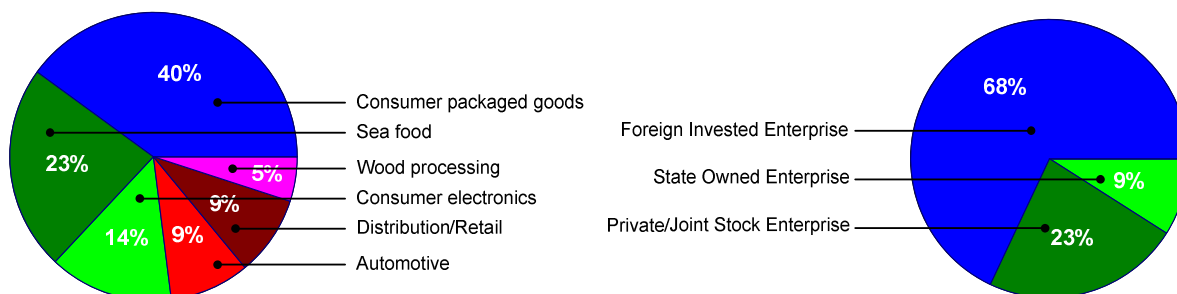 40%
Consumer packaged goods
Sea food
23%
Wood processing
5%
Consumer electronics
9%
Distribution/Retail
14%
9%
Automotive
68%
Foreign Invested Enterprise
State Owned Enterprise
9%
Private/Joint Stock Enterprise
23%